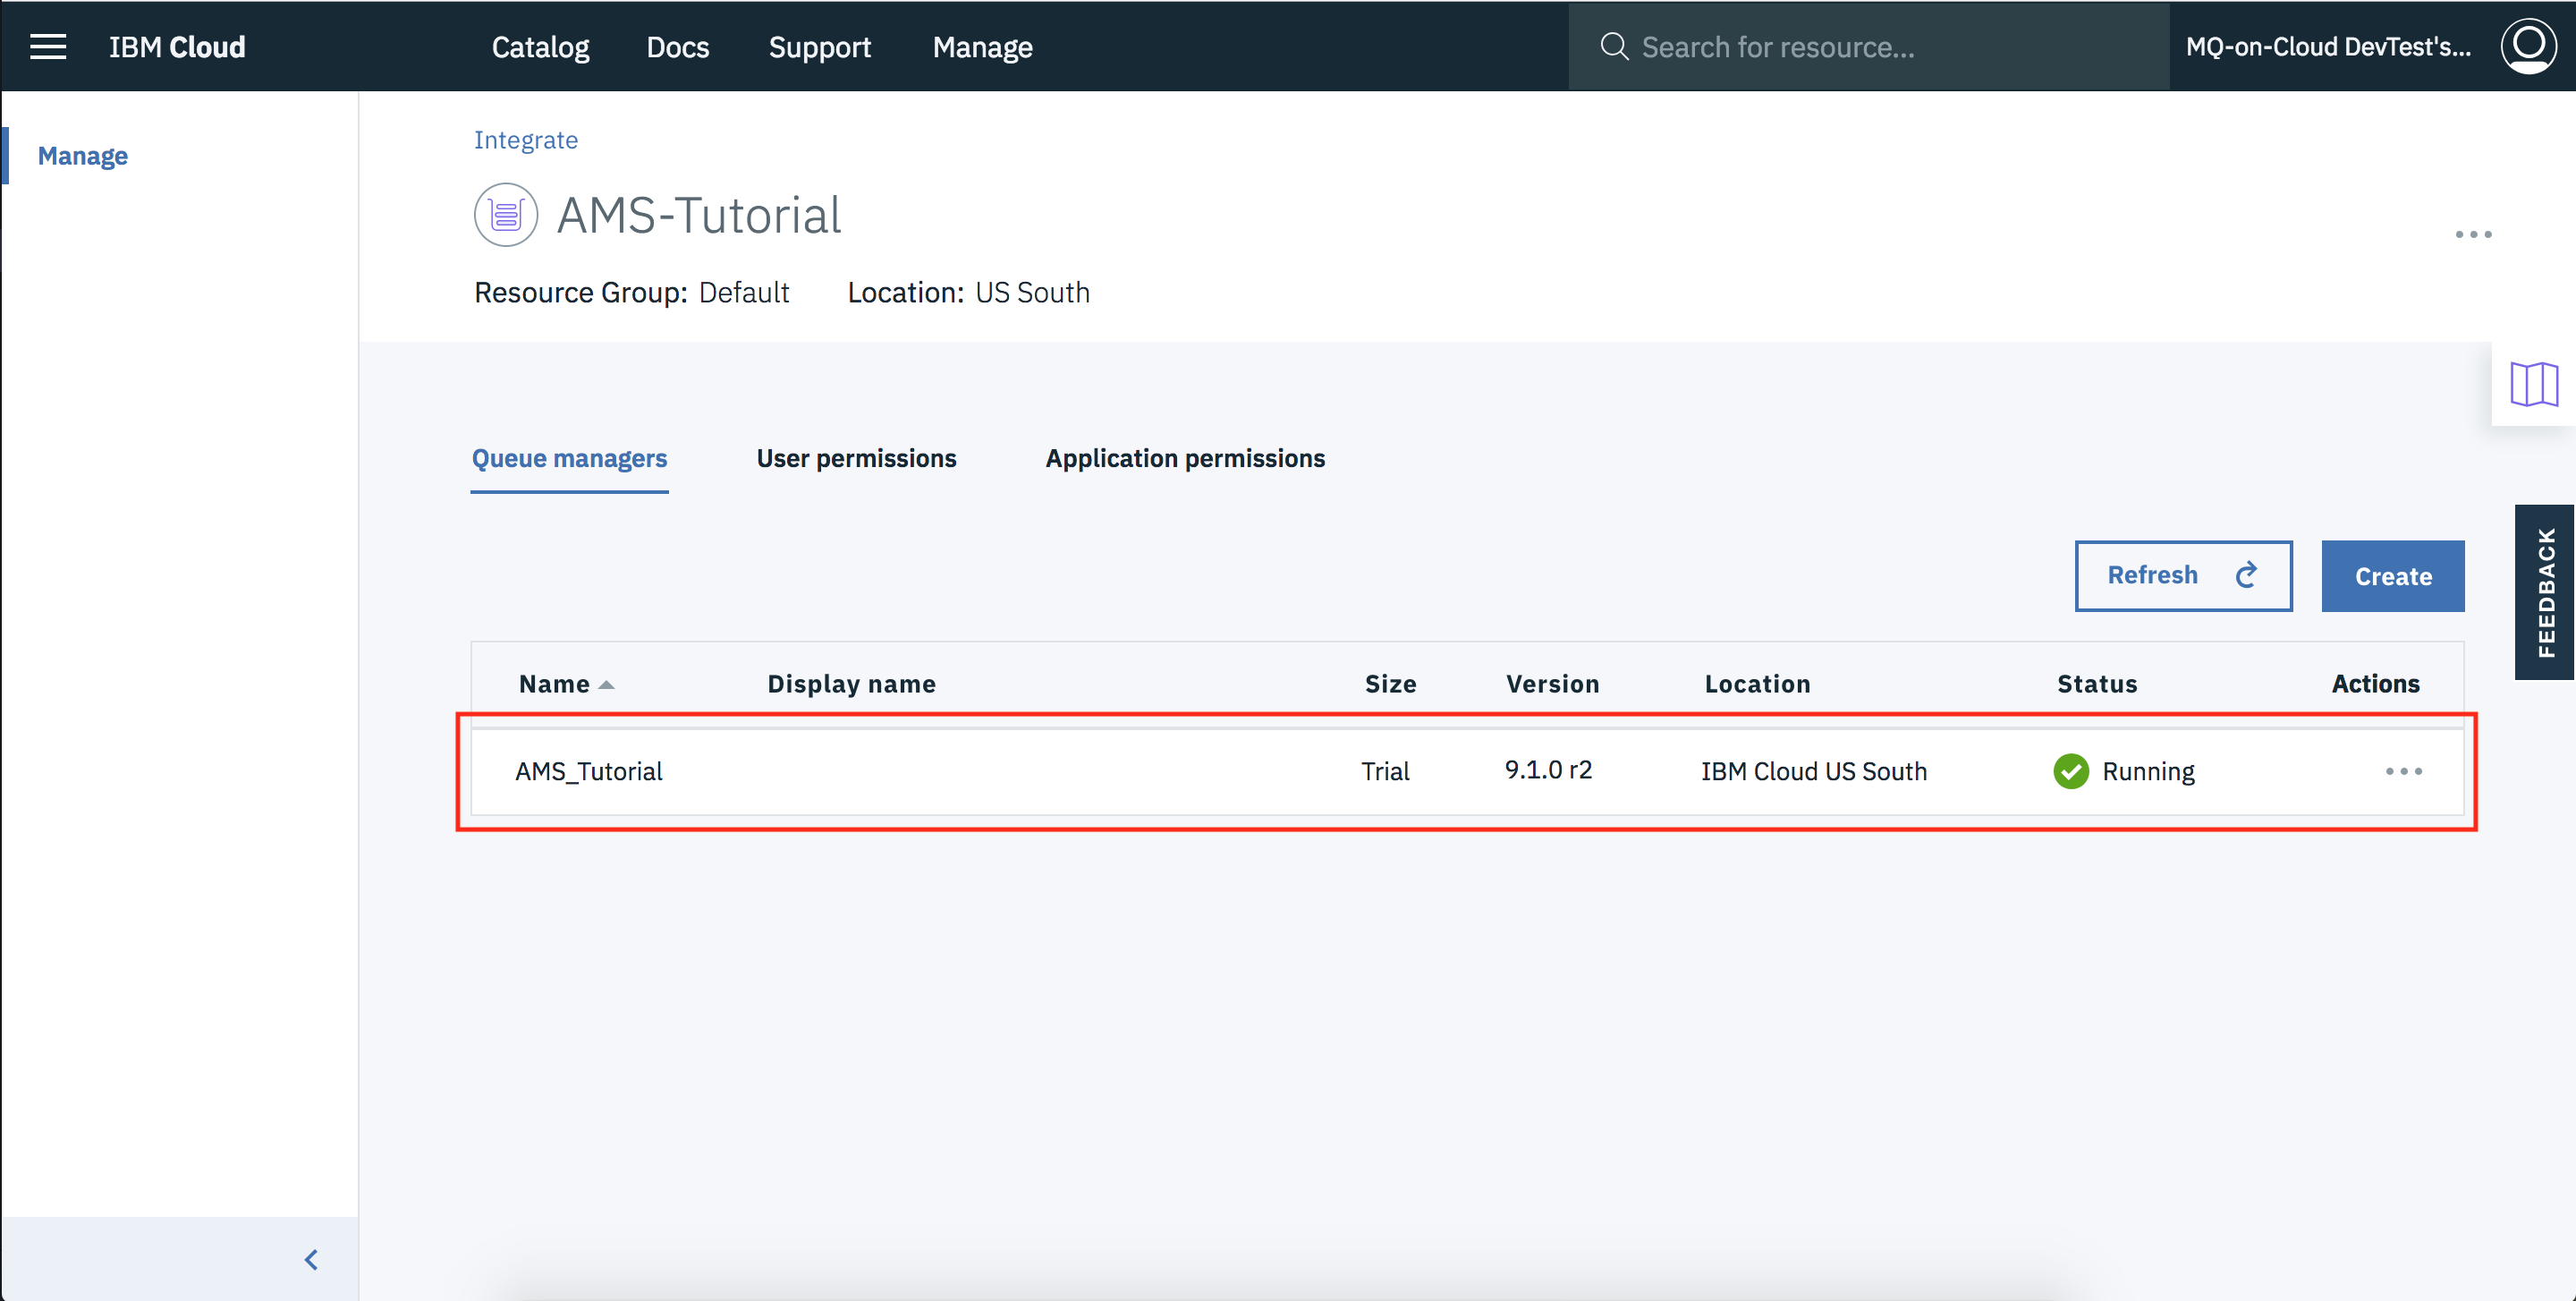 IBM Cloud Catalog Docs Support Manage Search for resource... MQ-on-Cloud DevTest's...
Manage
Integrate
AMS-Tutorial
Resource Group: Default Location: US South
Queue managers User permissions Application permissions
Refresh Create
FEEDBACK
Name Display name Size Version Location Status Actions
AMS_Tutorial Trial 9.1.0 r2 IBM Cloud US South Running